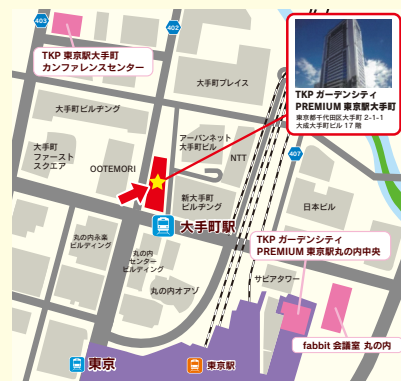 403
402
TKP 東京駅大手町
カンファレンスセンター
大手町プレイス
TKP ガーデンシティ
PREMIUM 東京駅大手町
東京都千代田区大手町 2-1-1
大成大手町ビル 17 階
大手町ビルヂング
アーバンネット
大手町ビル
NTT
407
大手町
ファースト
スクエア
OOTEMORI
新大手町
ビルヂング
日本ビル
大手町駅
丸の内永楽
ビルディング
丸の内
センター
ビルディング
丸の内オアゾ
TKP ガーデンシティ
PREMIUM 東京駅丸の内中央
サピアタワー
fabbit 会議室 丸の内
東京
東京駅